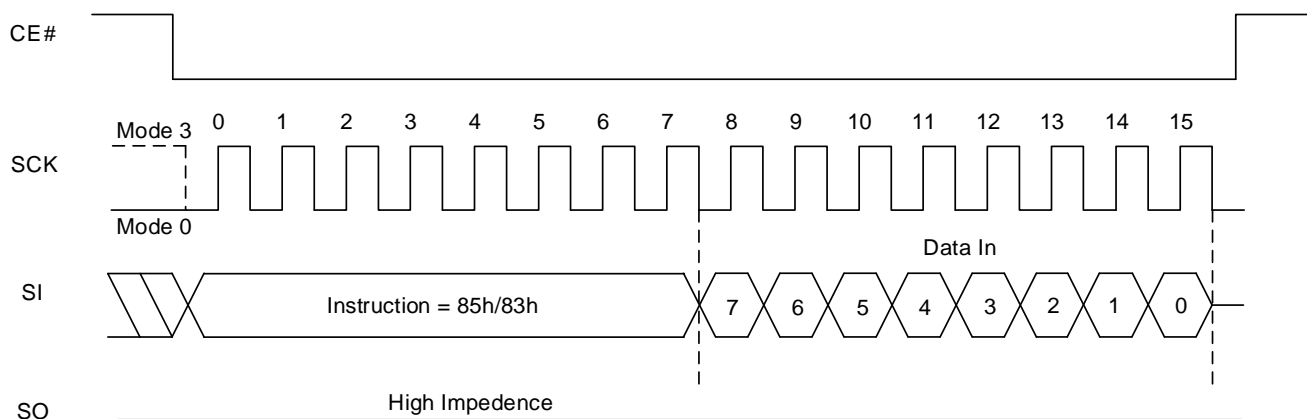 CE#
Mode 3 0 1 2 3 4 5 6 7 8 9 10 11 12 13 14 15
SCK
Mode 0
Data In
SI Instruction = 85h/83h 7 6 5 4 3 2 1 0
High Impedence
SO